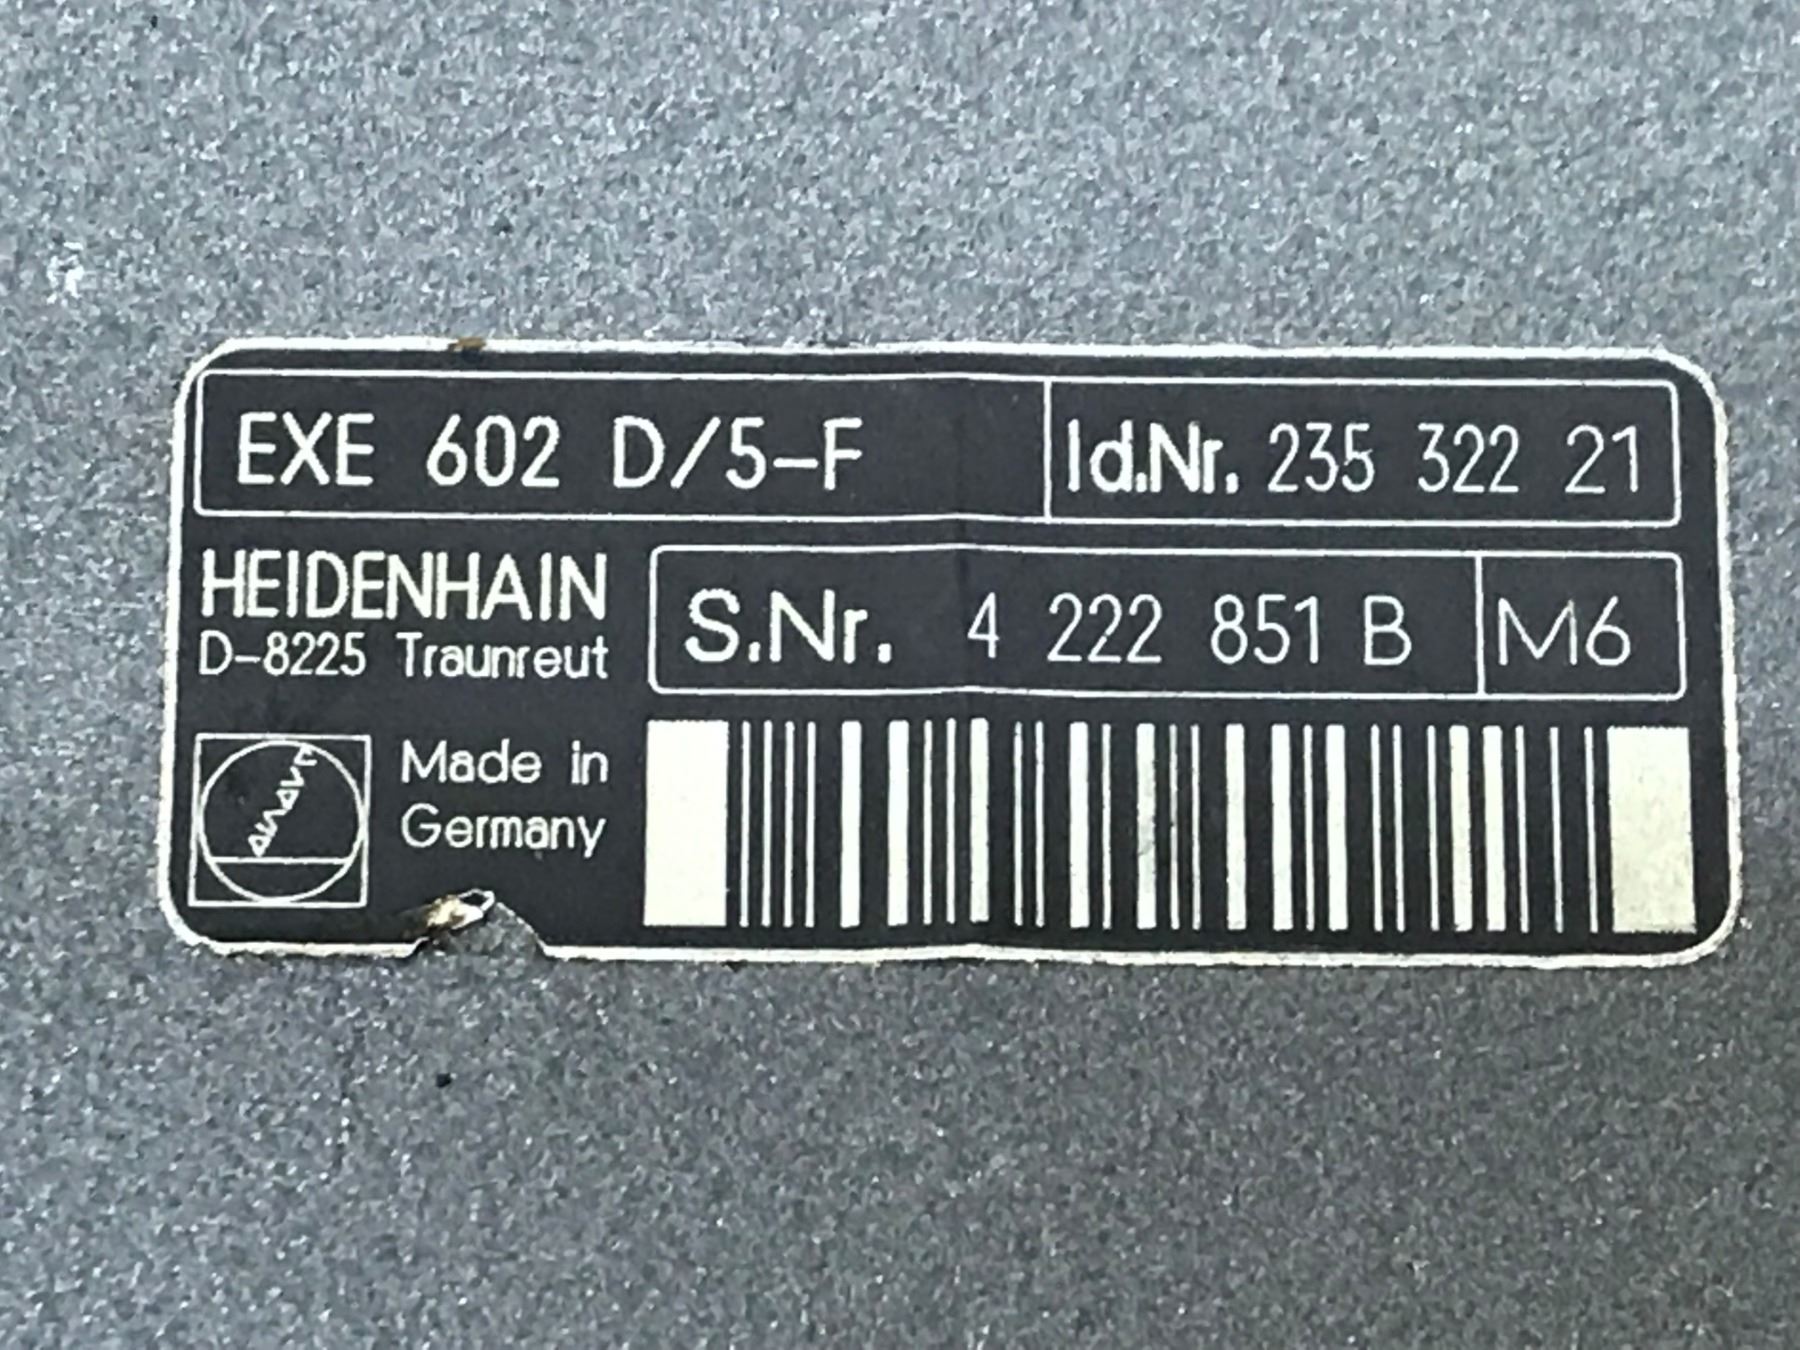 EXE 602 D/5-F Id.Nr. 235 322 21
HEIDENHAIN
D-8225 Traunreut
S.Nr. 4 222 851 B M6
Made in
Germany